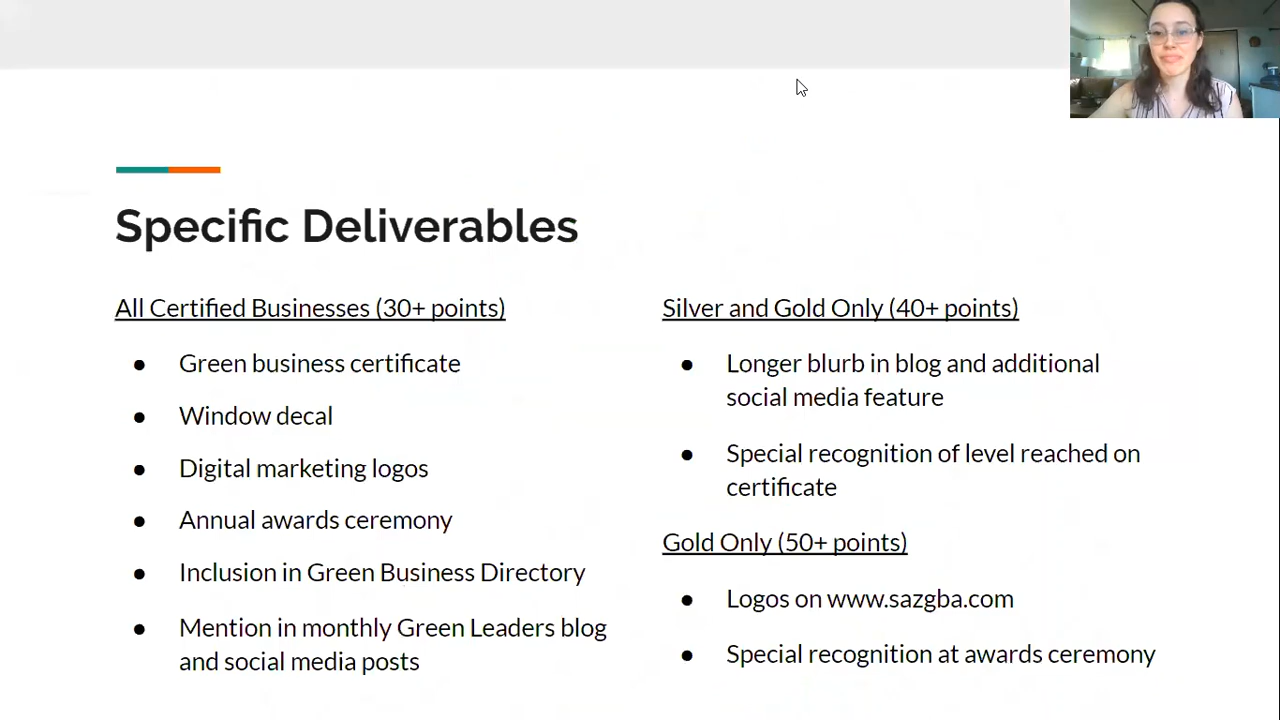 Specific Deliverables
All Certified Businesses (30+ points)
● Green business certificate
● Window decal
● Digital marketing logos
● Annual awards ceremony
● Inclusion in Green Business Directory
● Mention in monthly Green Leaders blog
and social media posts
Silver and Gold Only (40+ points)
● Longer blurb in blog and additional
social media feature
● Special recognition of level reached on
certificate
Gold Only (50+ points)
● Logos on www.sazgba.com
● Special recognition at awards ceremony